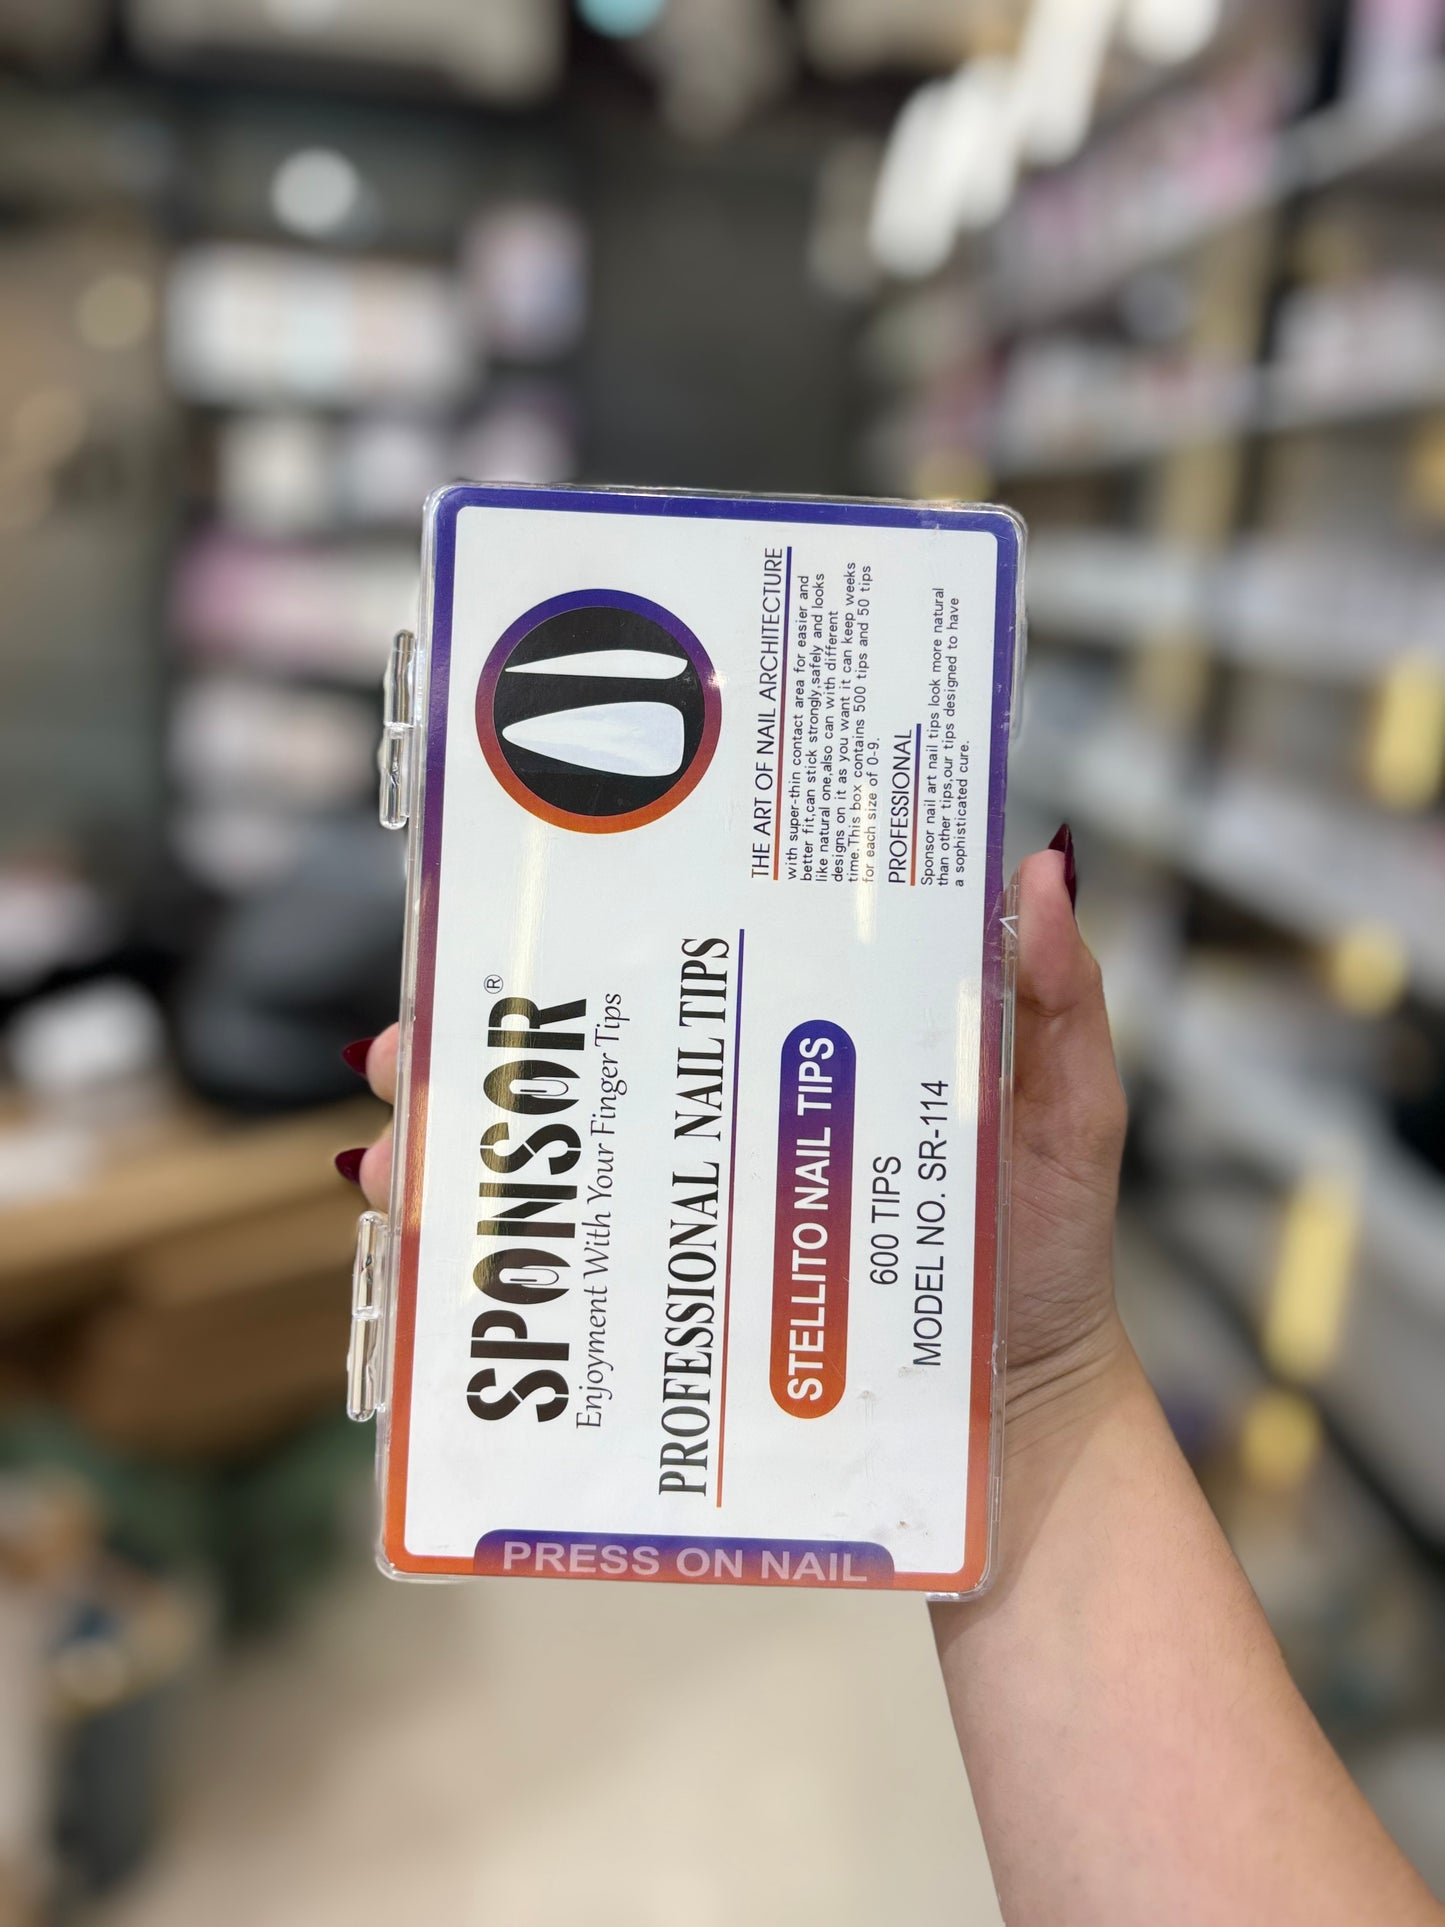 SPONSOR®
Enjoyment With Your Finger Tips
PROFESSIONAL NAIL TIPS
STELLITO NAIL TIPS
600 TIPS
MODEL NO. SR-114
THE ART OF NAIL ARCHITECTURE
with super-thin contact area for easier and
better fit,can stick strongly,safely and looks
like natural one,also can with different
designs on it as you want it can keep weeks
time.This box contains 500 tips and 50 tips
for each size of 0-9.
PROFESSIONAL
Sponsor nail art nail tips look more natural
than other tips,our tips designed to have
a sophisticated cure.
PRESS ON NAIL